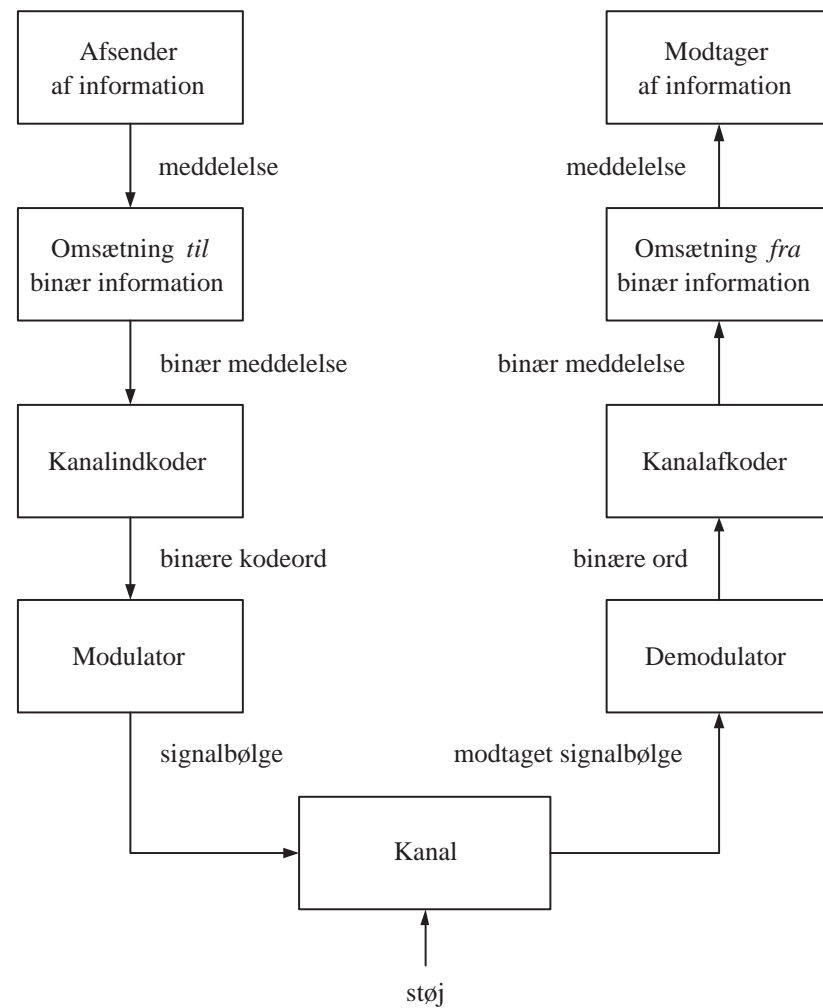 Afsender
af information
meddelelse
Omsætning til
binær information
binær meddelelse
Kanalindkoder
binære kodeord
Modulator
signalbølge
Kanal
støj
modtaget signalbølge
Demodulator
binære ord
Kanalafkoder
binær meddelelse
Omsætning fra
binær information
meddelelse
Modtager
af information